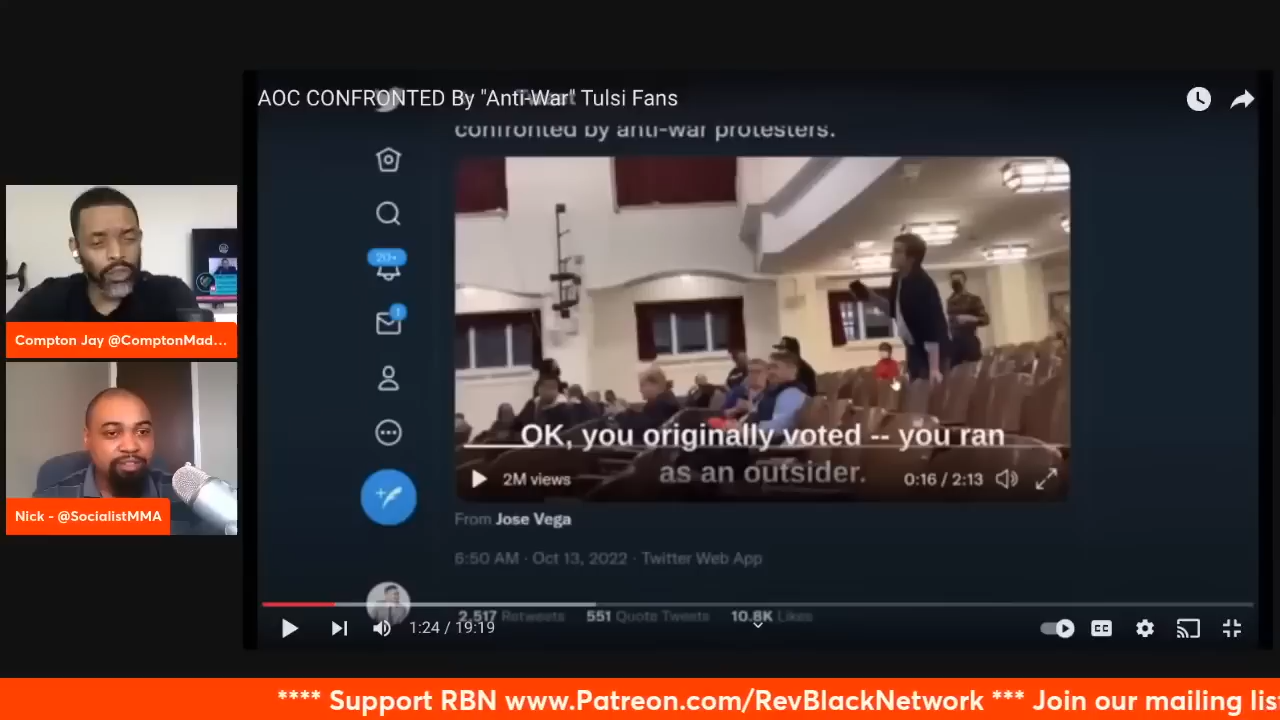 AOC CONFRONTED By "Anti-War" Tulsi Fans
confronted by anti-war protesters.
20+
1
OK, you originally voted -- you ran
as an outsider.
2M views
0:16 / 2:13
From Jose Vega
6:50 AM · Oct 13, 2022 · Twitter Web App
2,517 Retweets 551 Quote Tweets 10.8K Likes
1:24 / 19:19
CC
Compton Jay @ComptonMad...
Nick - @SocialistMMA
**** Support RBN www.Patreon.com/RevBlackNetwork *** Join our mailing lis